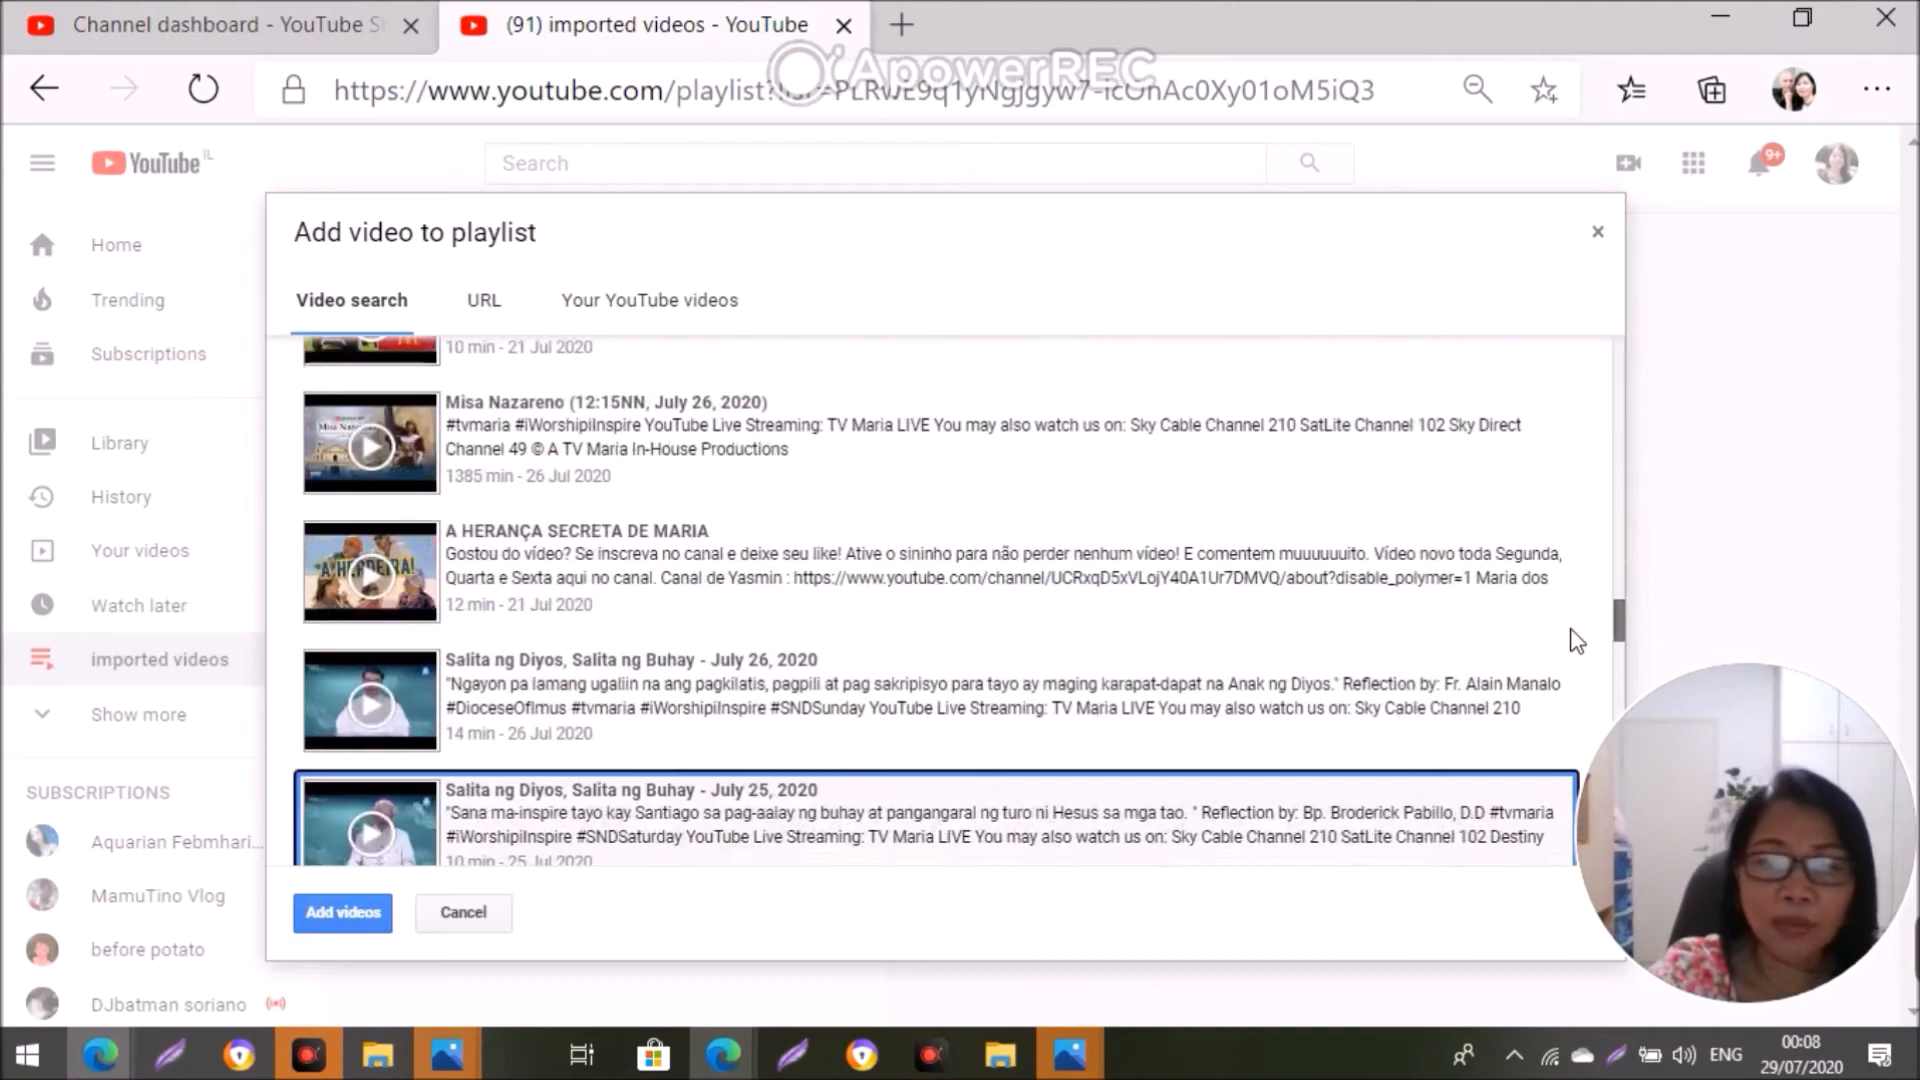 Channel dashboard - YouTube S
(91) imported videos - YouTube
ApowerREC
https://www.youtube.com/playlist?
YouTube IL
Search
9+
Home
Trending
Subscriptions
Library
History
Your videos
Watch later
imported videos
Show more
SUBSCRIPTIONS
Aquarian Febmhari...
MamuTino Vlog
before potato
DJbatman soriano
Add video to playlist
Video search
URL
Your YouTube videos
10 min - 21 Jul 2020
Misa Nazareno (12:15NN, July 26, 2020)
#tvmaria #iWorshipiInspire YouTube Live Streaming: TV Maria LIVE You may also watch us on: Sky Cable Channel 210 SatLite Channel 102 Sky Direct
Channel 49 © A TV Maria In-House Productions
1385 min - 26 Jul 2020
A HERDEIRA!
A HERANÇA SECRETA DE MARIA
Gostou do vídeo? Se inscreva no canal e deixe seu like! Ative o sininho para não perder nenhum vídeo! E comentem muuuuuuito. Vídeo novo toda Segunda,
Quarta e Sexta aqui no canal. Canal de Yasmin : https://www.youtube.com/channel/UCRxqD5xVLojY40A1Ur7DMVQ/about?disable_polymer=1 Maria dos
12 min - 21 Jul 2020
Salita ng Diyos, Salita ng Buhay - July 26, 2020
"Ngayon pa lamang ugaliin na ang pagkilatis, pagpili at pag sakripisyo para tayo ay maging karapat-dapat na Anak ng Diyos." Reflection by: Fr. Alain Manalo
#DioceseOfImus #tvmaria #iWorshipiInspire #SNDSunday YouTube Live Streaming: TV Maria LIVE You may also watch us on: Sky Cable Channel 210
14 min - 26 Jul 2020
Salita ng Diyos, Salita ng Buhay - July 25, 2020
"Sana ma-inspire tayo kay Santiago sa pag-aalay ng buhay at pangangaral ng turo ni Hesus sa mga tao. " Reflection by: Bp. Broderick Pabillo, D.D #tvmaria
#iWorshipiInspire #SNDSaturday YouTube Live Streaming: TV Maria LIVE You may also watch us on: Sky Cable Channel 210 SatLite Channel 102 Destiny
10 min - 25 Jul 2020
Add videos
Cancel
ENG
00:08
29/07/2020